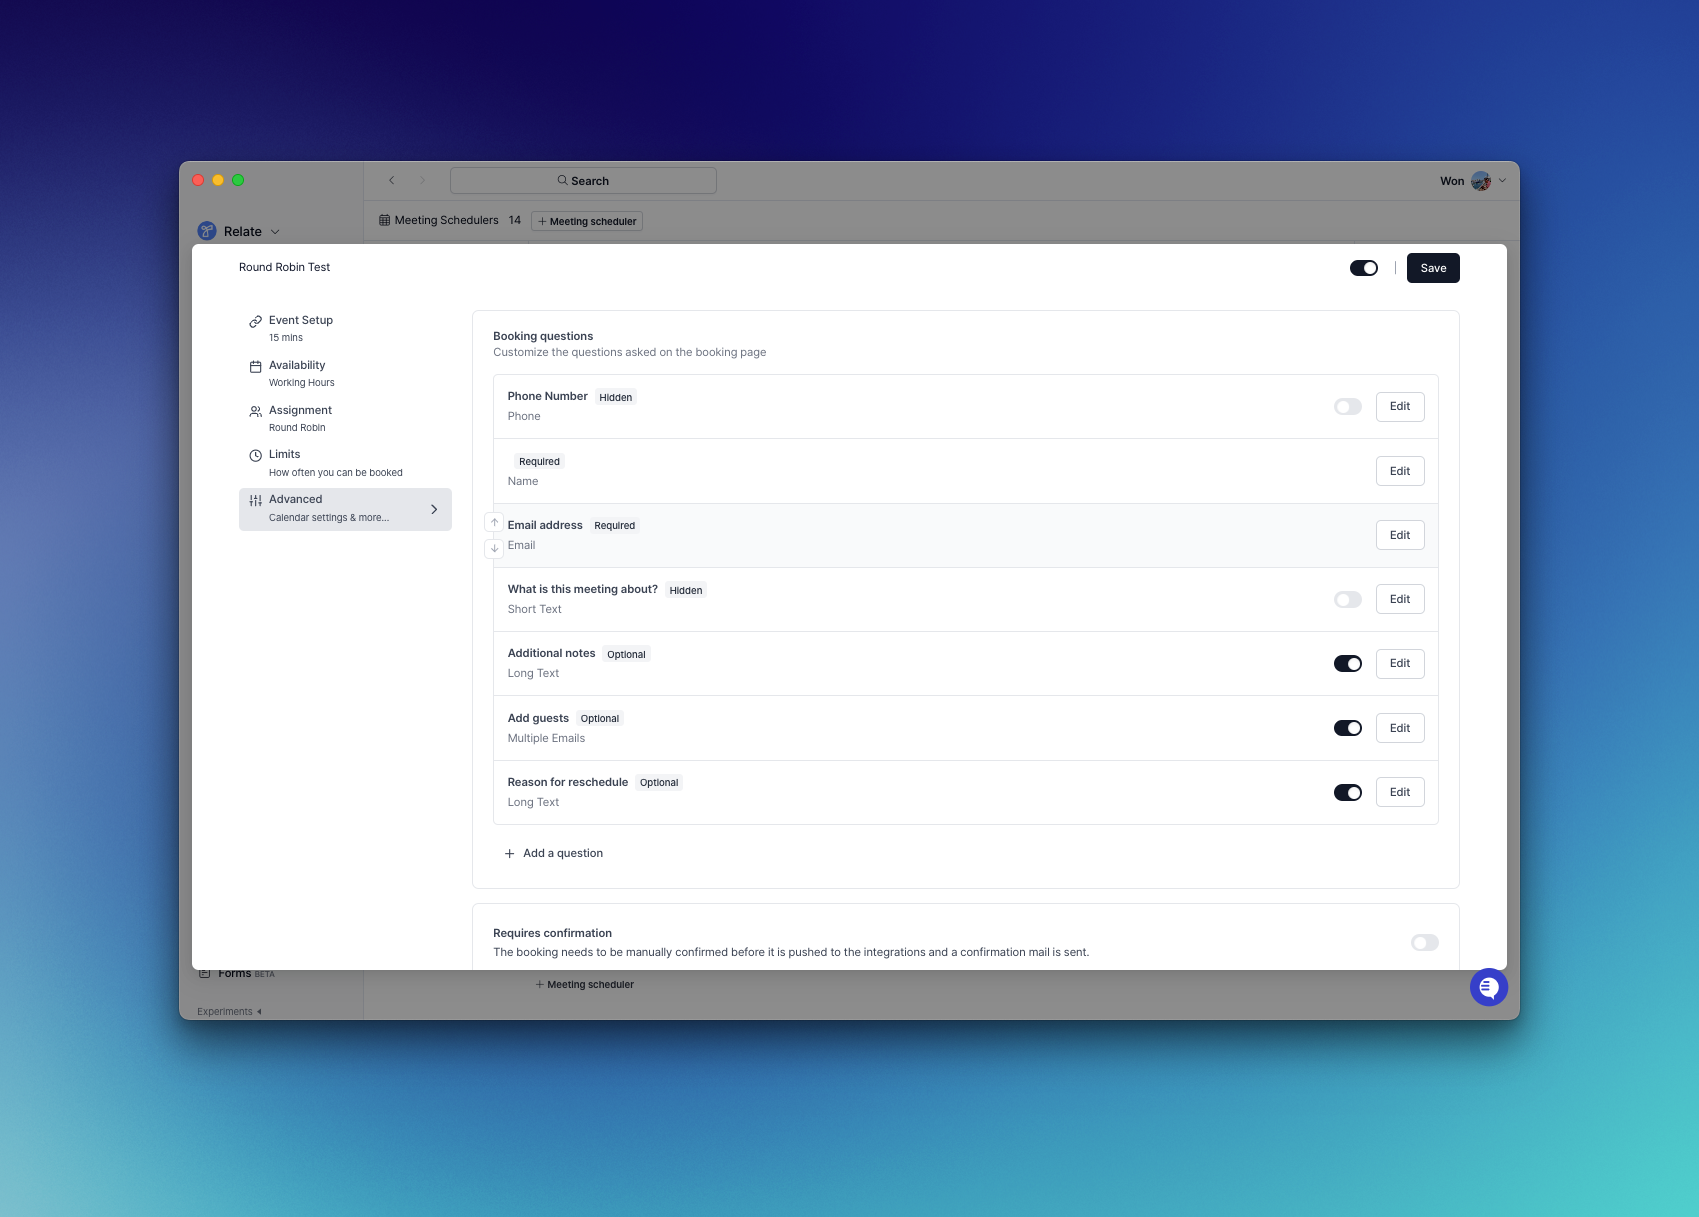 Search
Won
Meeting Schedulers 14 + Meeting scheduler
Relate
Round Robin Test
Save
Event Setup
15 mins
Availability
Working Hours
Assignment
Round Robin
Limits
How often you can be booked
Advanced
Calendar settings & more...
Booking questions
Customize the questions asked on the booking page
Phone Number Hidden
Phone
Edit
Required
Name
Edit
Email address Required
Email
Edit
What is this meeting about? Hidden
Short Text
Edit
Additional notes Optional
Long Text
Edit
Add guests Optional
Multiple Emails
Edit
Reason for reschedule Optional
Long Text
Edit
+ Add a question
Requires confirmation
The booking needs to be manually confirmed before it is pushed to the integrations and a confirmation mail is sent.
Forms BETA
+ Meeting scheduler
Experiments